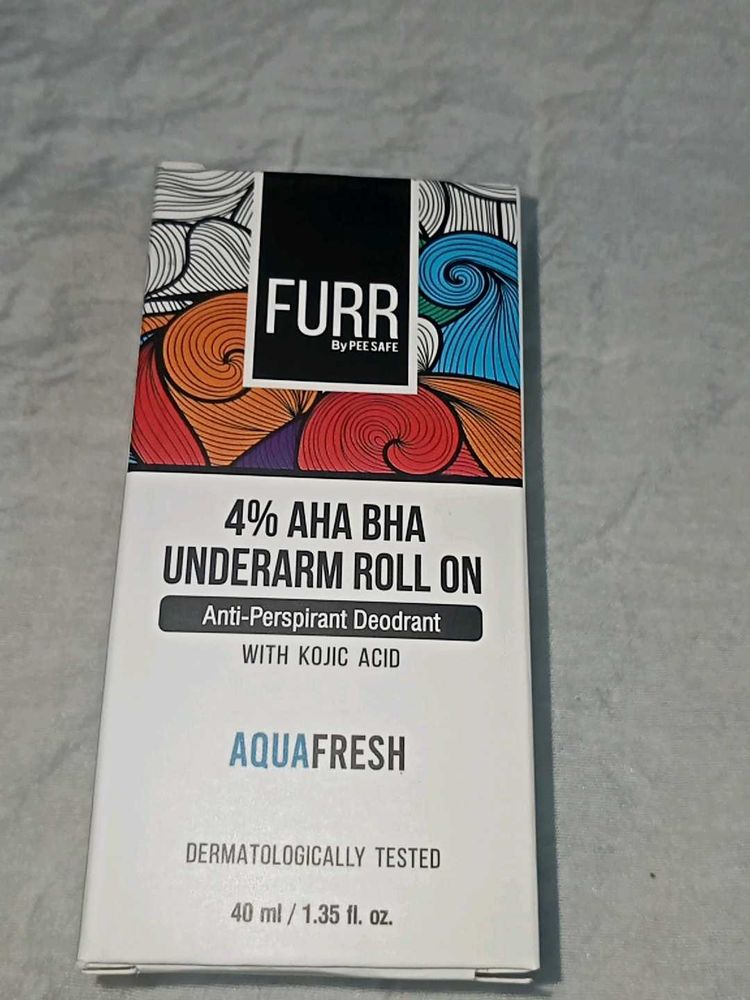 FURR
By PEE SAFE
4% AHA BHA
UNDERARM ROLL ON
Anti-Perspirant Deodrant
WITH KOJIC ACID
AQUAFRESH
DERMATOLOGICALLY TESTED
40 ml / 1.35 fl. oz.